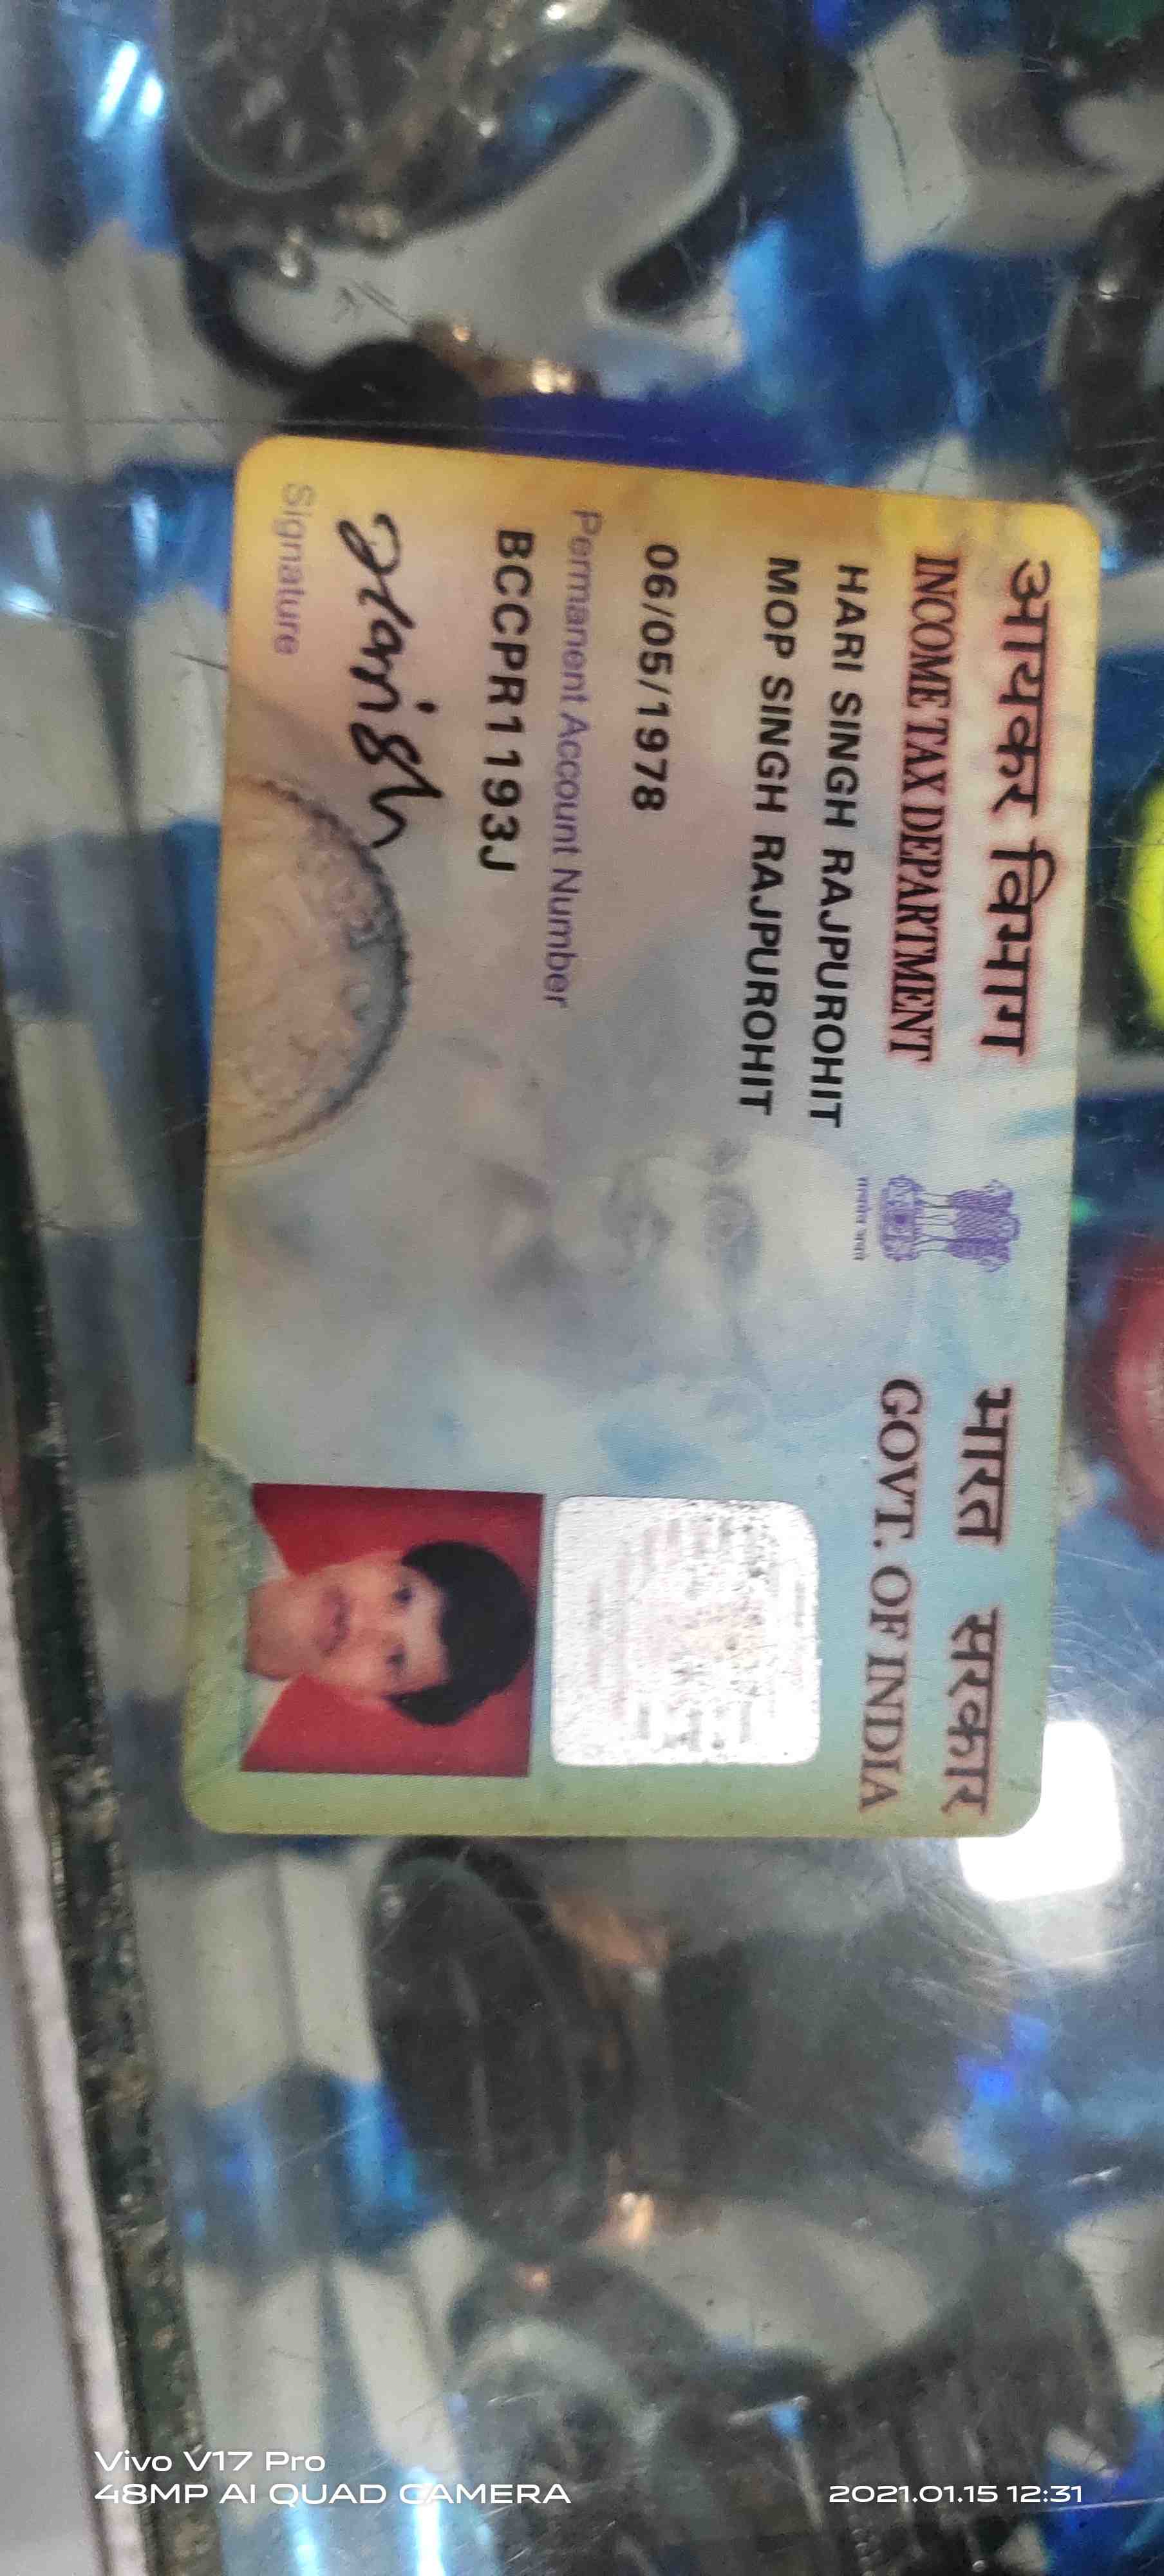 आयकर विभाग
INCOME TAX DEPARTMENT
भारत सरकार
GOVT. OF INDIA
HARI SINGH RAJPUROHIT
MOP SINGH RAJPUROHIT
06/05/1978
Permanent Account Number
BCCPR1193J
Signature
Vivo V17 Pro
48MP AI QUAD CAMERA
2021.01.15 12:31